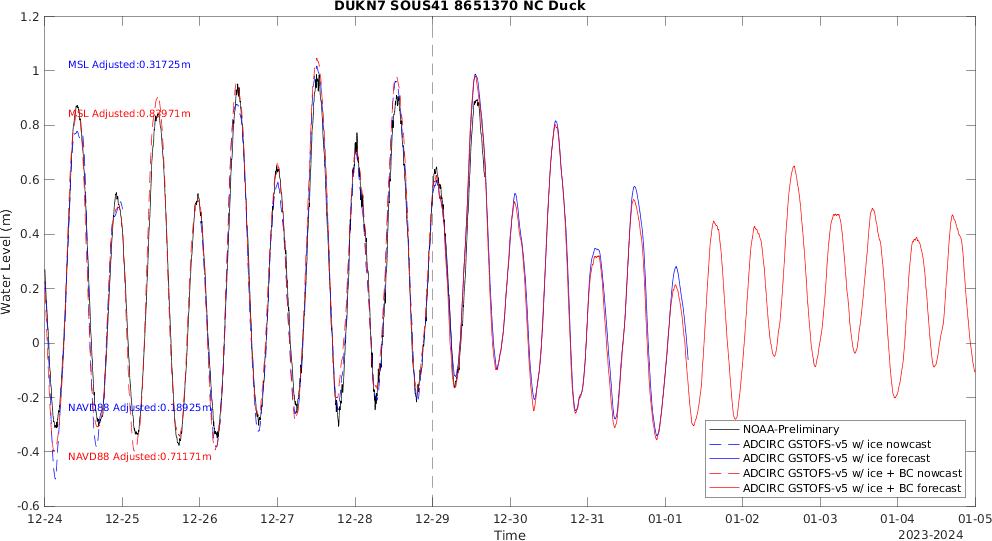 DUKN7 SOUS41 8651370 NC Duck
1.2
1
0.8
0.6
0.4
0.2
0
-0.2
-0.4
-0.6
Water Level (m)
MSL Adjusted:0.31725m
MSL Adjusted:0.83971m
NAVD88 Adjusted:0.18925m
NAVD88 Adjusted:0.71171m
NOAA-Preliminary
ADCIRC GSTOFS-v5 w/ ice nowcast
ADCIRC GSTOFS-v5 w/ ice forecast
ADCIRC GSTOFS-v5 w/ ice + BC nowcast
ADCIRC GSTOFS-v5 w/ ice + BC forecast
12-24 12-25 12-26 12-27 12-28 12-29 12-30 12-31 01-01 01-02 01-03 01-04 01-05
Time
2023-2024